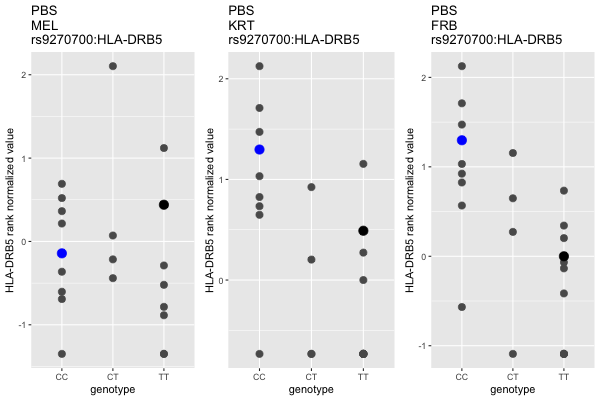 PBS
MEL
rs9270700:HLA-DRB5
HLA-DRB5 rank normalized value
2
1
0
-1
CC
CT
TT
genotype
PBS
KRT
rs9270700:HLA-DRB5
HLA-DRB5 rank normalized value
2
1
0
CC
CT
TT
genotype
PBS
FRB
rs9270700:HLA-DRB5
HLA-DRB5 rank normalized value
2
1
0
-1
CC
CT
TT
genotype